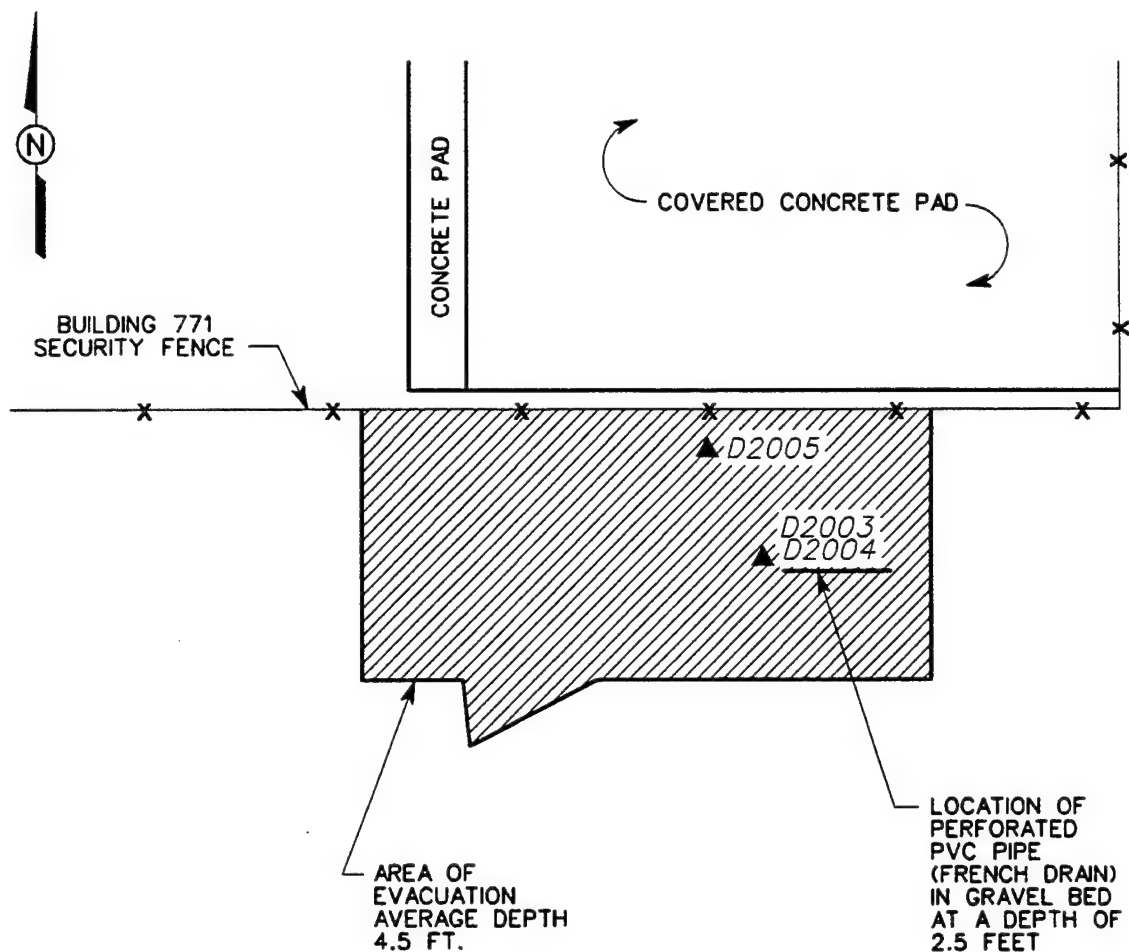 N
CONCRETE PAD
COVERED CONCRETE PAD
BUILDING 771
SECURITY FENCE
X
X
X
X
X
X
X
X
D2005
D2003
D2004
AREA OF
EVACUATION
AVERAGE DEPTH
4.5 FT.
LOCATION OF
PERFORATED
PVC PIPE
(FRENCH DRAIN)
IN GRAVEL BED
AT A DEPTH OF
2.5 FEET